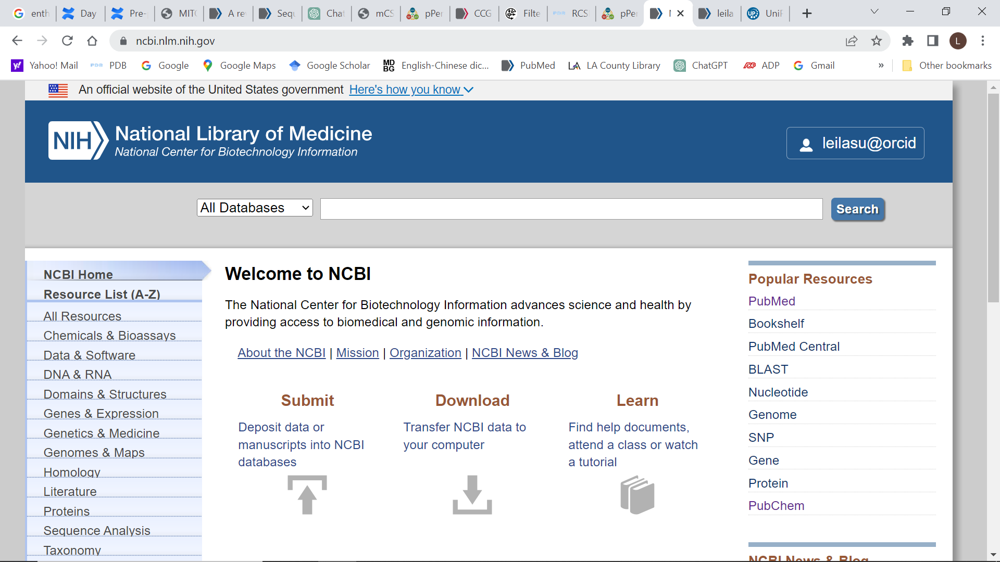 enth
Day
Pre-
MIT
A re
Sequ
Chat
mCS
pPer
CCG
Filte
RCS
pPer
leila
UniF
ncbi.nlm.nih.gov
L
Yahoo! Mail PDB Google Google Maps Google Scholar MD BG English-Chinese dic... PubMed LA LA County Library ChatGPT ADP ADP Gmail » Other bookmarks
An official website of the United States government Here's how you know
NIH National Library of Medicine
National Center for Biotechnology Information
leilasu@orcid
All Databases
Search
NCBI Home
Resource List (A-Z)
All Resources
Chemicals & Bioassays
Data & Software
DNA & RNA
Domains & Structures
Genes & Expression
Genetics & Medicine
Genomes & Maps
Homology
Literature
Proteins
Sequence Analysis
Taxonomy
Welcome to NCBI
The National Center for Biotechnology Information advances science and health by
providing access to biomedical and genomic information.
About the NCBI | Mission | Organization | NCBI News & Blog
Submit
Deposit data or
manuscripts into NCBI
databases
Download
Transfer NCBI data to
your computer
Learn
Find help documents,
attend a class or watch
a tutorial
Popular Resources
PubMed
Bookshelf
PubMed Central
BLAST
Nucleotide
Genome
SNP
Gene
Protein
PubChem
NCBI News & Blog